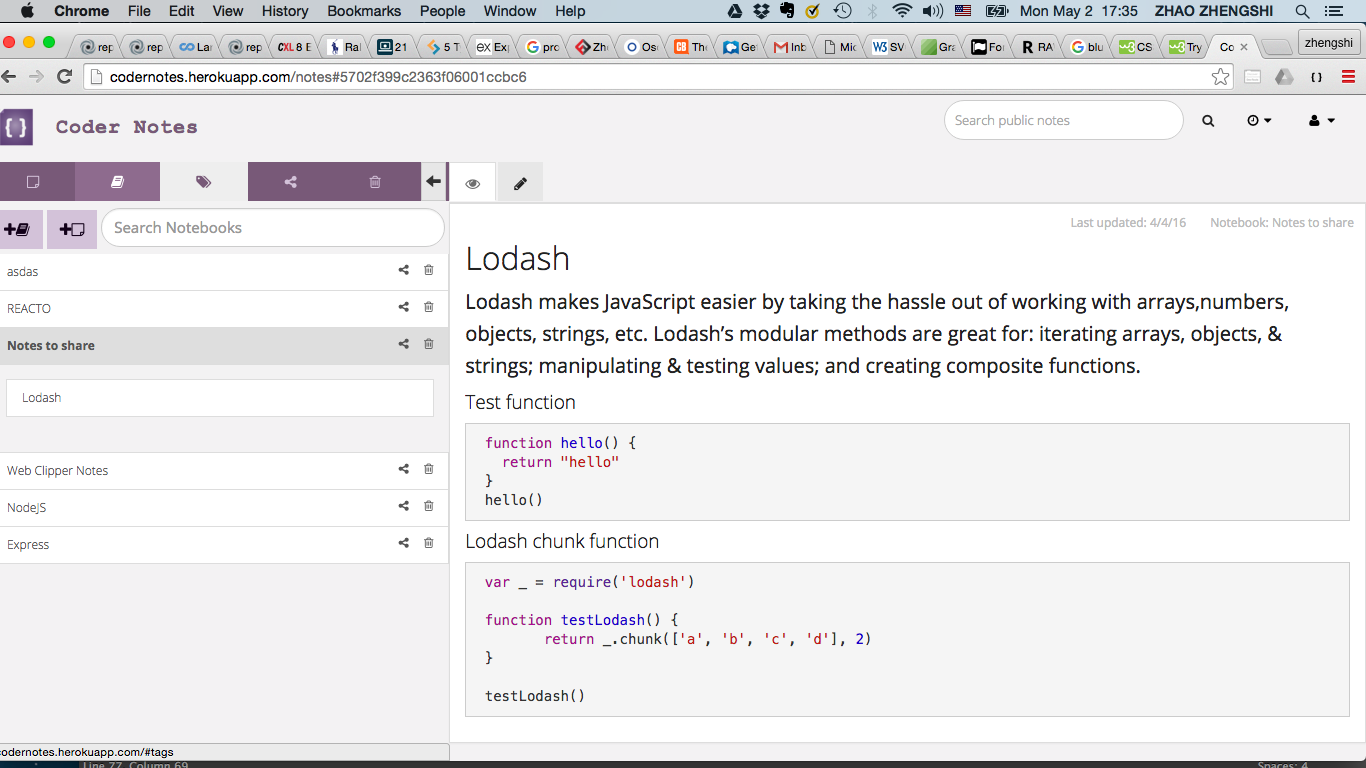 Chrome File Edit View History Bookmarks People Window Help Mon May 2 17:35 ZHAO ZHENGSHI
rep rep Lar rep CXL 8 E Ral 21 5 T ex Ex G pro Zh Os CB Th Ge Inb Mic W3 SV Gra Fo R RA G blu CS Try Co zhengshi
codernotes.herokuapp.com/notes#5702f399c2363f06001ccbc6
{ } Coder Notes Search public notes
Search Notebooks
Last updated: 4/4/16 Notebook: Notes to share
asdas
REACTO
Notes to share
Lodash
Web Clipper Notes
NodeJS
Express
Lodash
Lodash makes JavaScript easier by taking the hassle out of working with arrays,numbers,
objects, strings, etc. Lodash’s modular methods are great for: iterating arrays, objects, &
strings; manipulating & testing values; and creating composite functions.
Test function
function hello() {
  return "hello"
}
hello()
Lodash chunk function
var _ = require('lodash')
function testLodash() {
       return _.chunk(['a', 'b', 'c', 'd'], 2)
}
testLodash()
codernotes.herokuapp.com/#tags
Line 77, Column 69 Spaces: 4